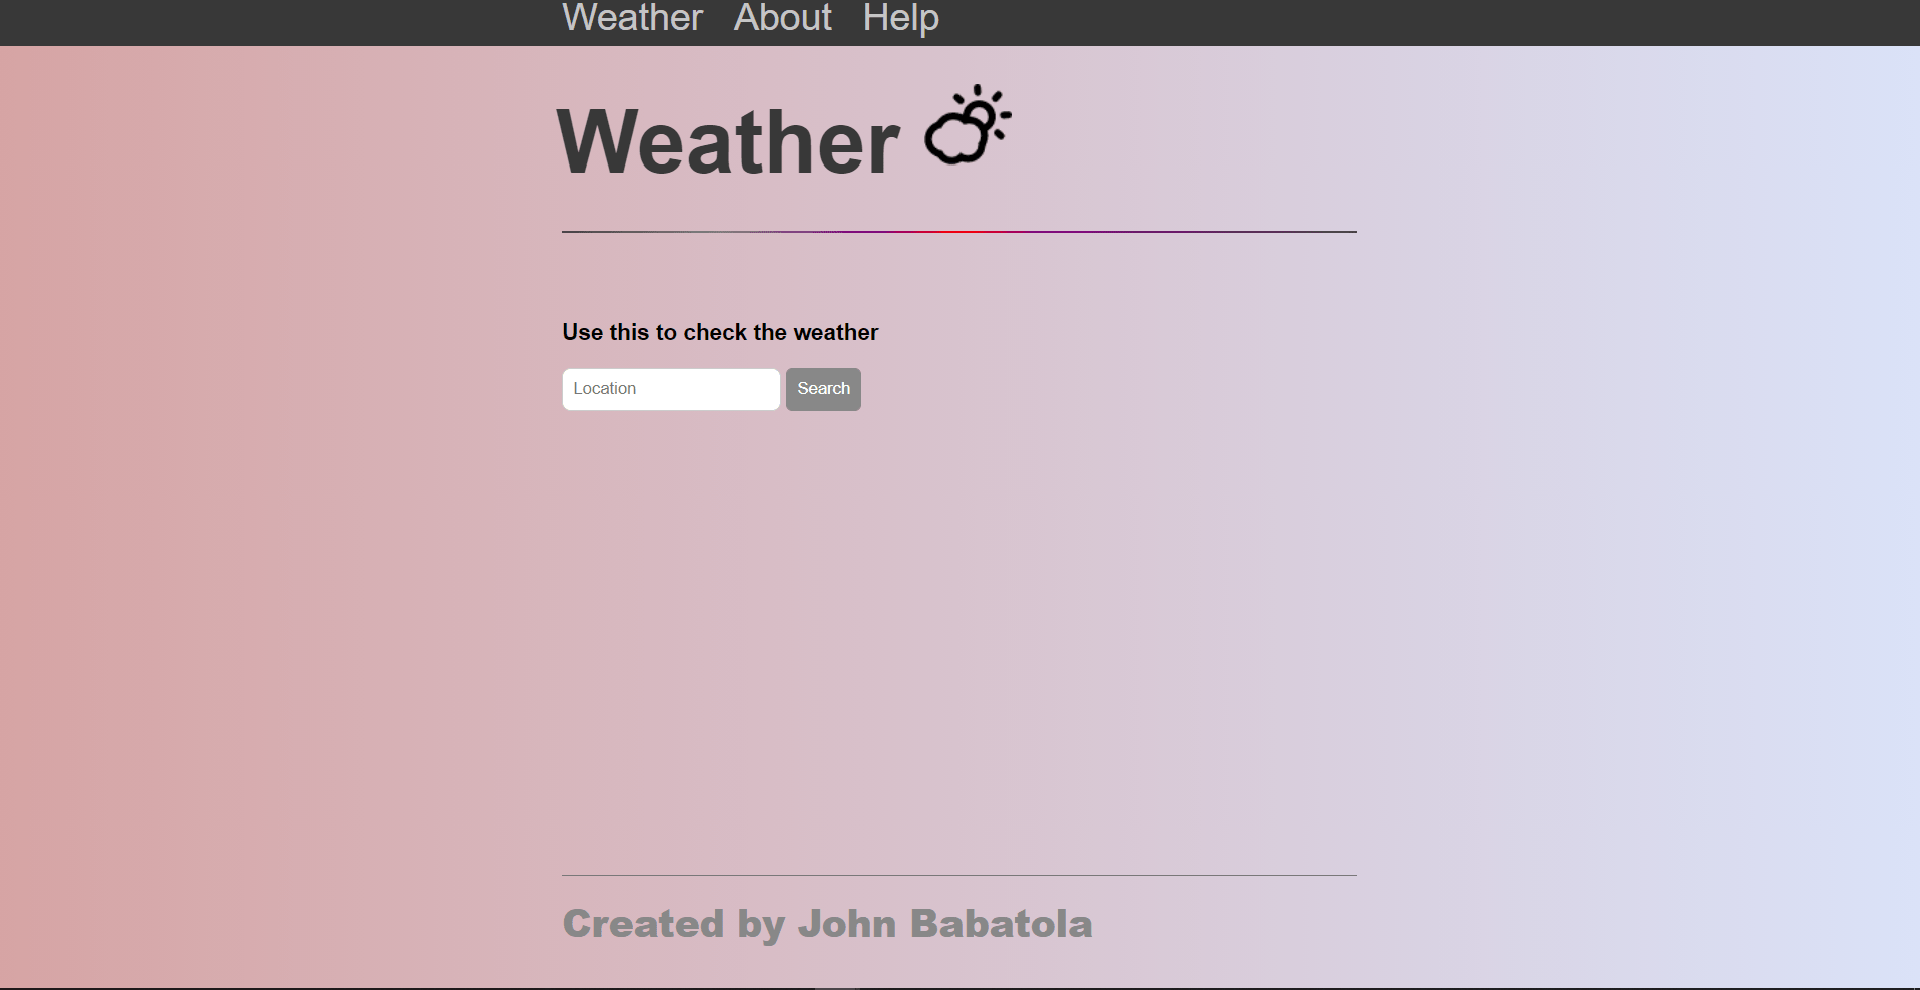 Weather About Help
Weather
Use this to check the weather
Location Search
Created by John Babatola